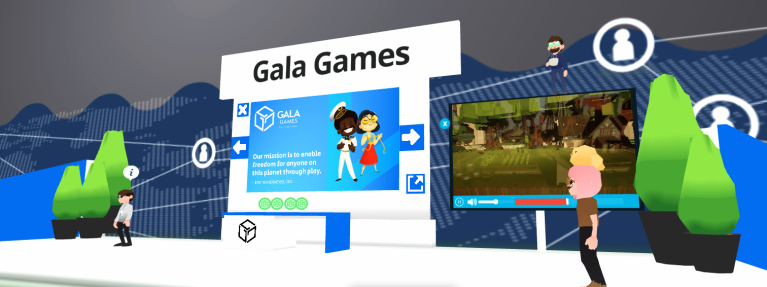 Gala Games
GALA
GAMES
Our mission is to enable
freedom for anyone on
this planet through play.
i